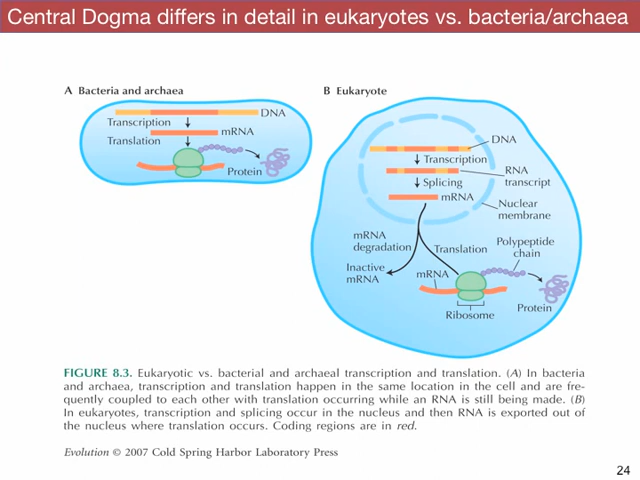 Central Dogma differs in detail in eukaryotes vs. bacteria/archaea
A Bacteria and archaea
DNA
Transcription
mRNA
Translation
Protein
B Eukaryote
DNA
Transcription
RNA
transcript
Splicing
mRNA
Nuclear
membrane
mRNA
degradation
Translation
Polypeptide
chain
Inactive
mRNA
mRNA
Ribosome
Protein
FIGURE 8.3. Eukaryotic vs. bacterial and archaeal transcription and translation. (A) In bacteria
and archaea, transcription and translation happen in the same location in the cell and are fre-
quently coupled to each other with translation occurring while an RNA is still being made. (B)
In eukaryotes, transcription and splicing occur in the nucleus and then RNA is exported out of
the nucleus where translation occurs. Coding regions are in red.
Evolution © 2007 Cold Spring Harbor Laboratory Press
24